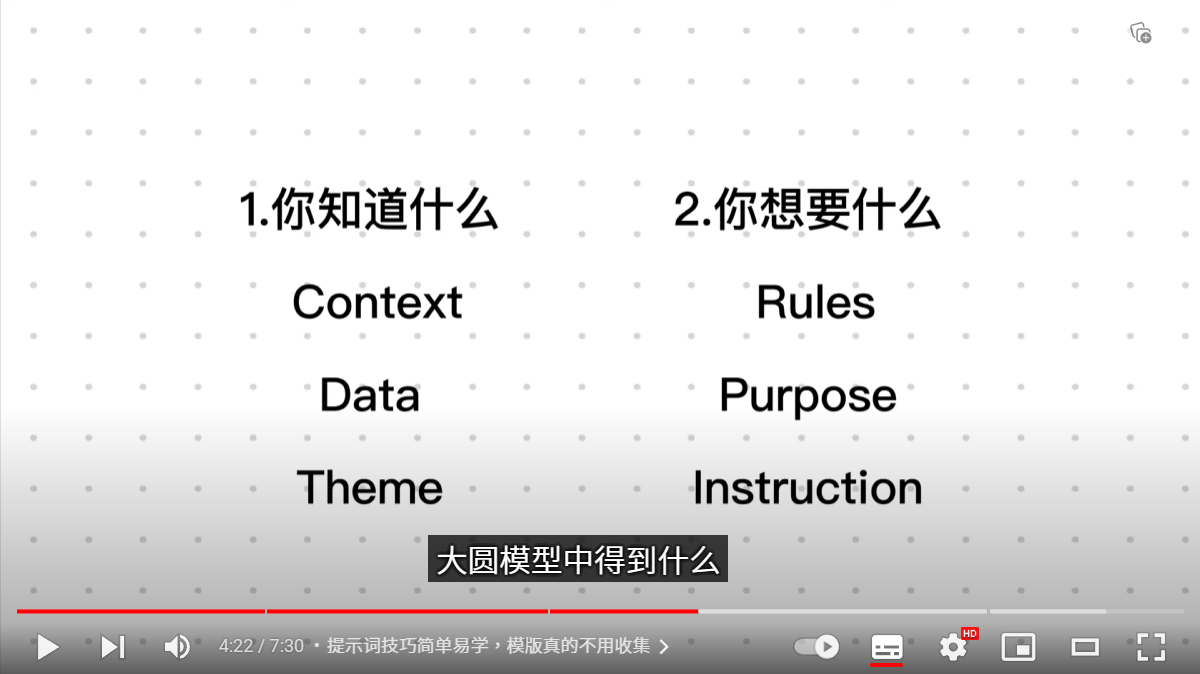 1.你知道什么
2.你想要什么
Context
Rules
Data
Purpose
Theme
Instruction
大圆模型中得到什么
4:22 / 7:30 • 提示词技巧简单易学，模版真的不用收集
HD